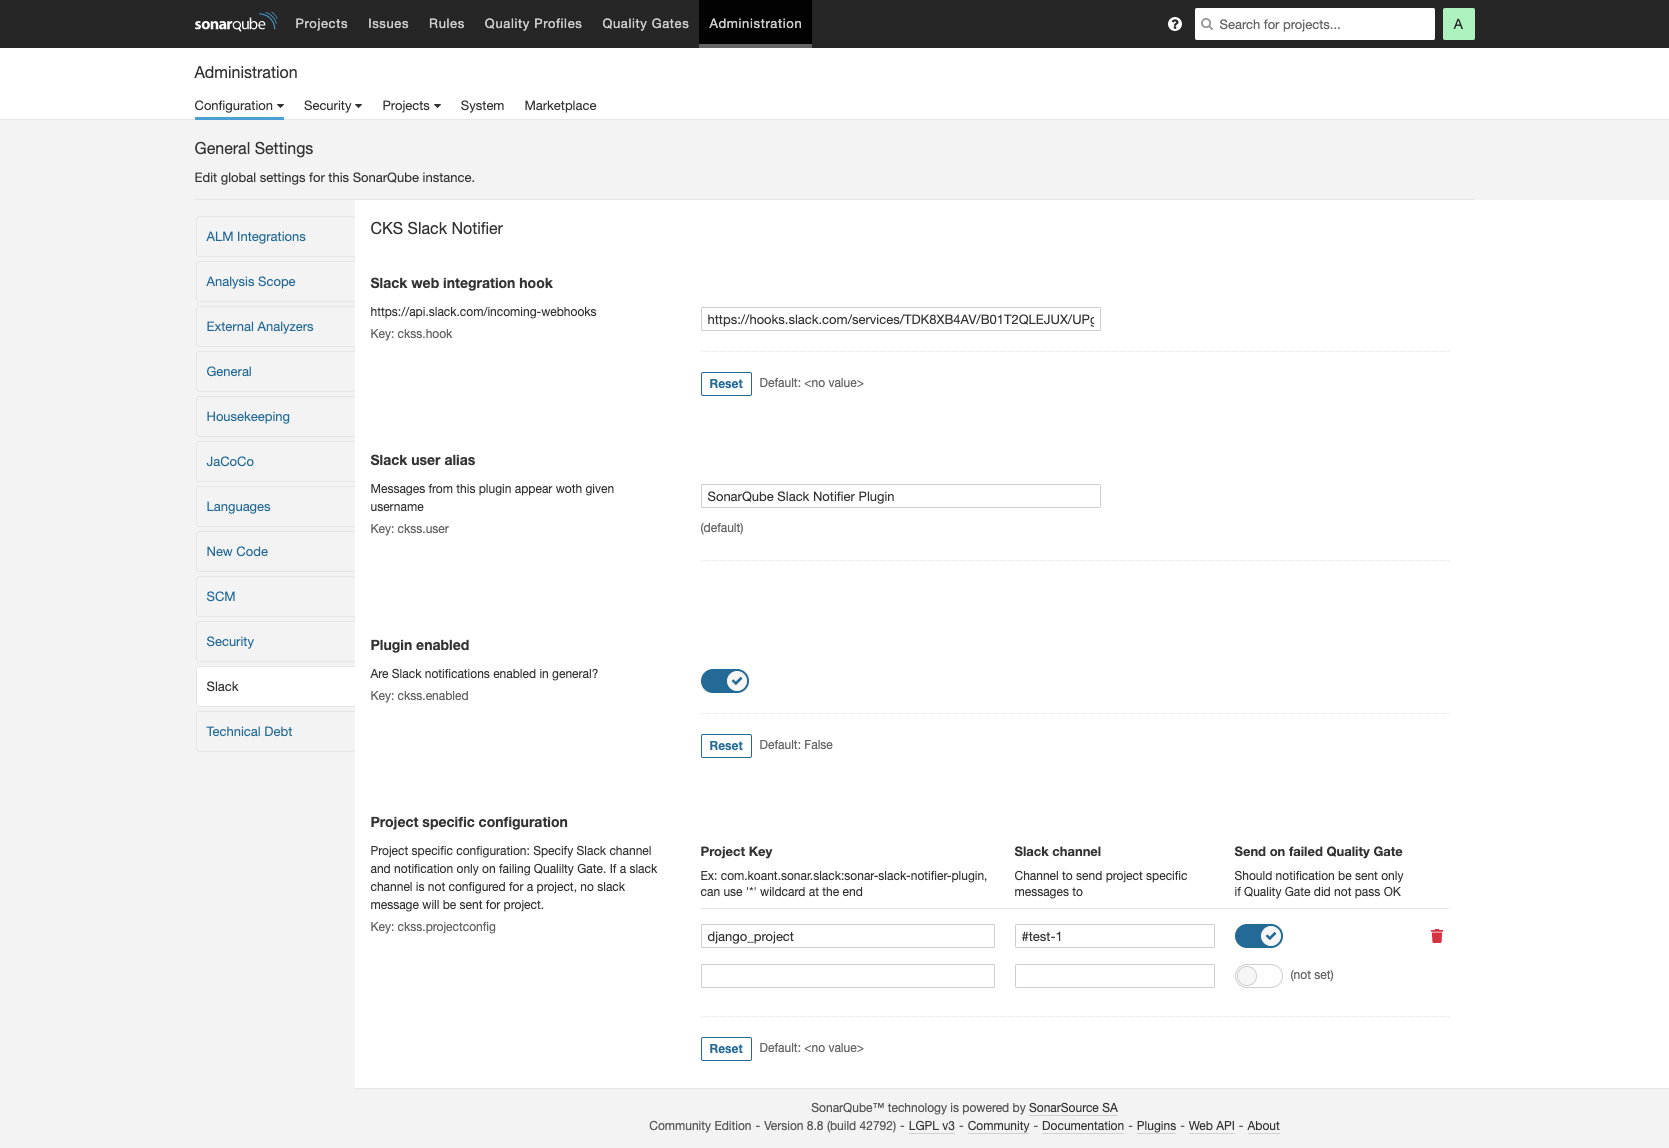 sonarqube Projects Issues Rules Quality Profiles Quality Gates Administration ? Search for projects... A
Administration
Configuration Security Projects System Marketplace
General Settings
Edit global settings for this SonarQube instance.
ALM Integrations
Analysis Scope
External Analyzers
General
Housekeeping
JaCoCo
Languages
New Code
SCM
Security
Slack
Technical Debt
CKS Slack Notifier
Slack web integration hook
https://api.slack.com/incoming-webhooks
Key: ckss.hook
https://hooks.slack.com/services/TDK8XB4AV/B01T2QLEJUX/UPg
Reset Default: <no value>
Slack user alias
Messages from this plugin appear woth given
username
Key: ckss.user
SonarQube Slack Notifier Plugin
(default)
Plugin enabled
Are Slack notifications enabled in general?
Key: ckss.enabled
Reset Default: False
Project specific configuration
Project specific configuration: Specify Slack channel
and notification only on failing Qualilty Gate. If a slack
channel is not configured for a project, no slack
message will be sent for project.
Key: ckss.projectconfig
Project Key Slack channel Send on failed Quality Gate
Ex: com.koant.sonar.slack:sonar-slack-notifier-plugin, Channel to send project specific Should notification be sent only
can use '*' wildcard at the end messages to if Quality Gate did not pass OK
django_project #test-1
(not set)
Reset Default: <no value>
SonarQube™ technology is powered by SonarSource SA
Community Edition - Version 8.8 (build 42792) - LGPL v3 - Community - Documentation - Plugins - Web API - About